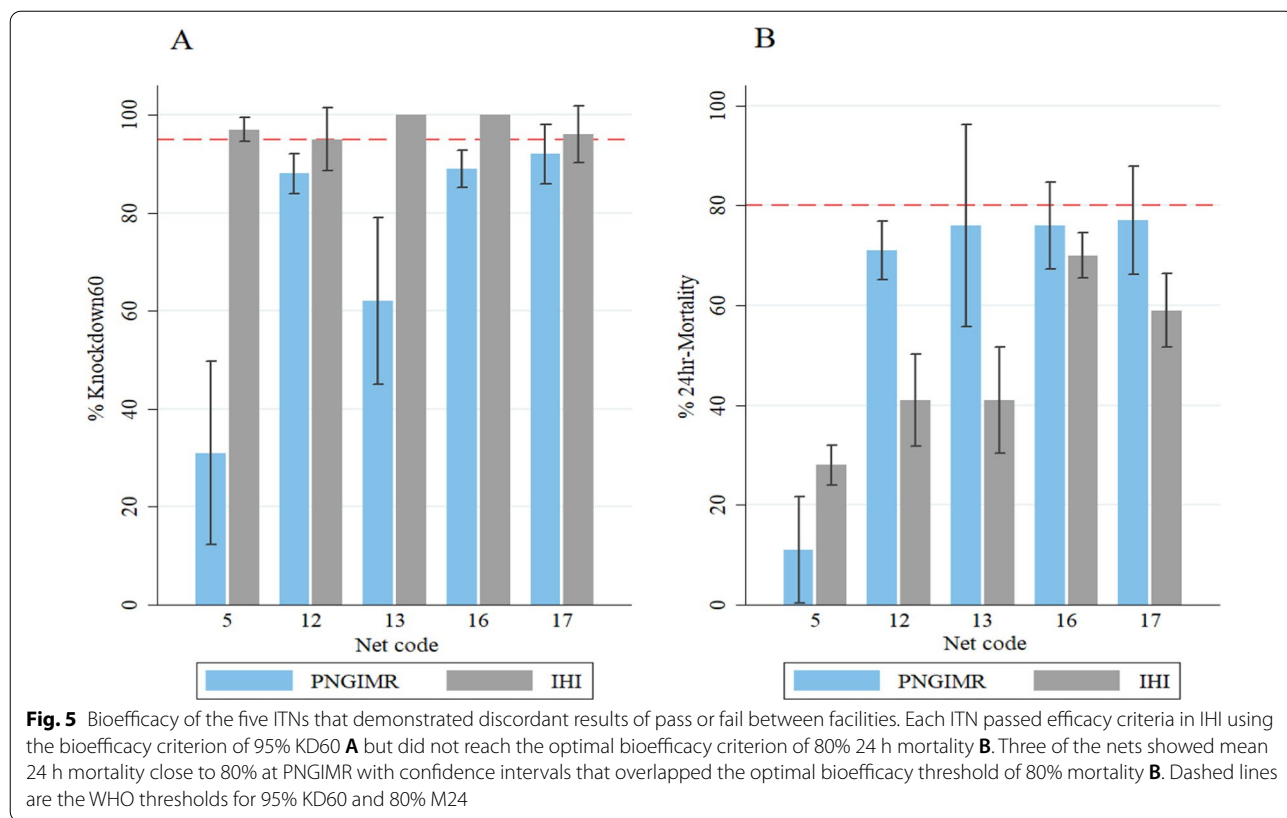 A
% Knockdown60
100
80
60
40
20
0
5 12 13 16 17
Net code
PNGIMR IHI
B
% 24hr-Mortality
100
80
60
40
20
0
5 12 13 16 17
Net code
PNGIMR IHI
Fig. 5 Bioefficacy of the five ITNs that demonstrated discordant results of pass or fail between facilities. Each ITN passed efficacy criteria in IHI using
the bioefficacy criterion of 95% KD60 A but did not reach the optimal bioefficacy criterion of 80% 24 h mortality B. Three of the nets showed mean
24 h mortality close to 80% at PNGIMR with confidence intervals that overlapped the optimal bioefficacy threshold of 80% mortality B. Dashed lines
are the WHO thresholds for 95% KD60 and 80% M24